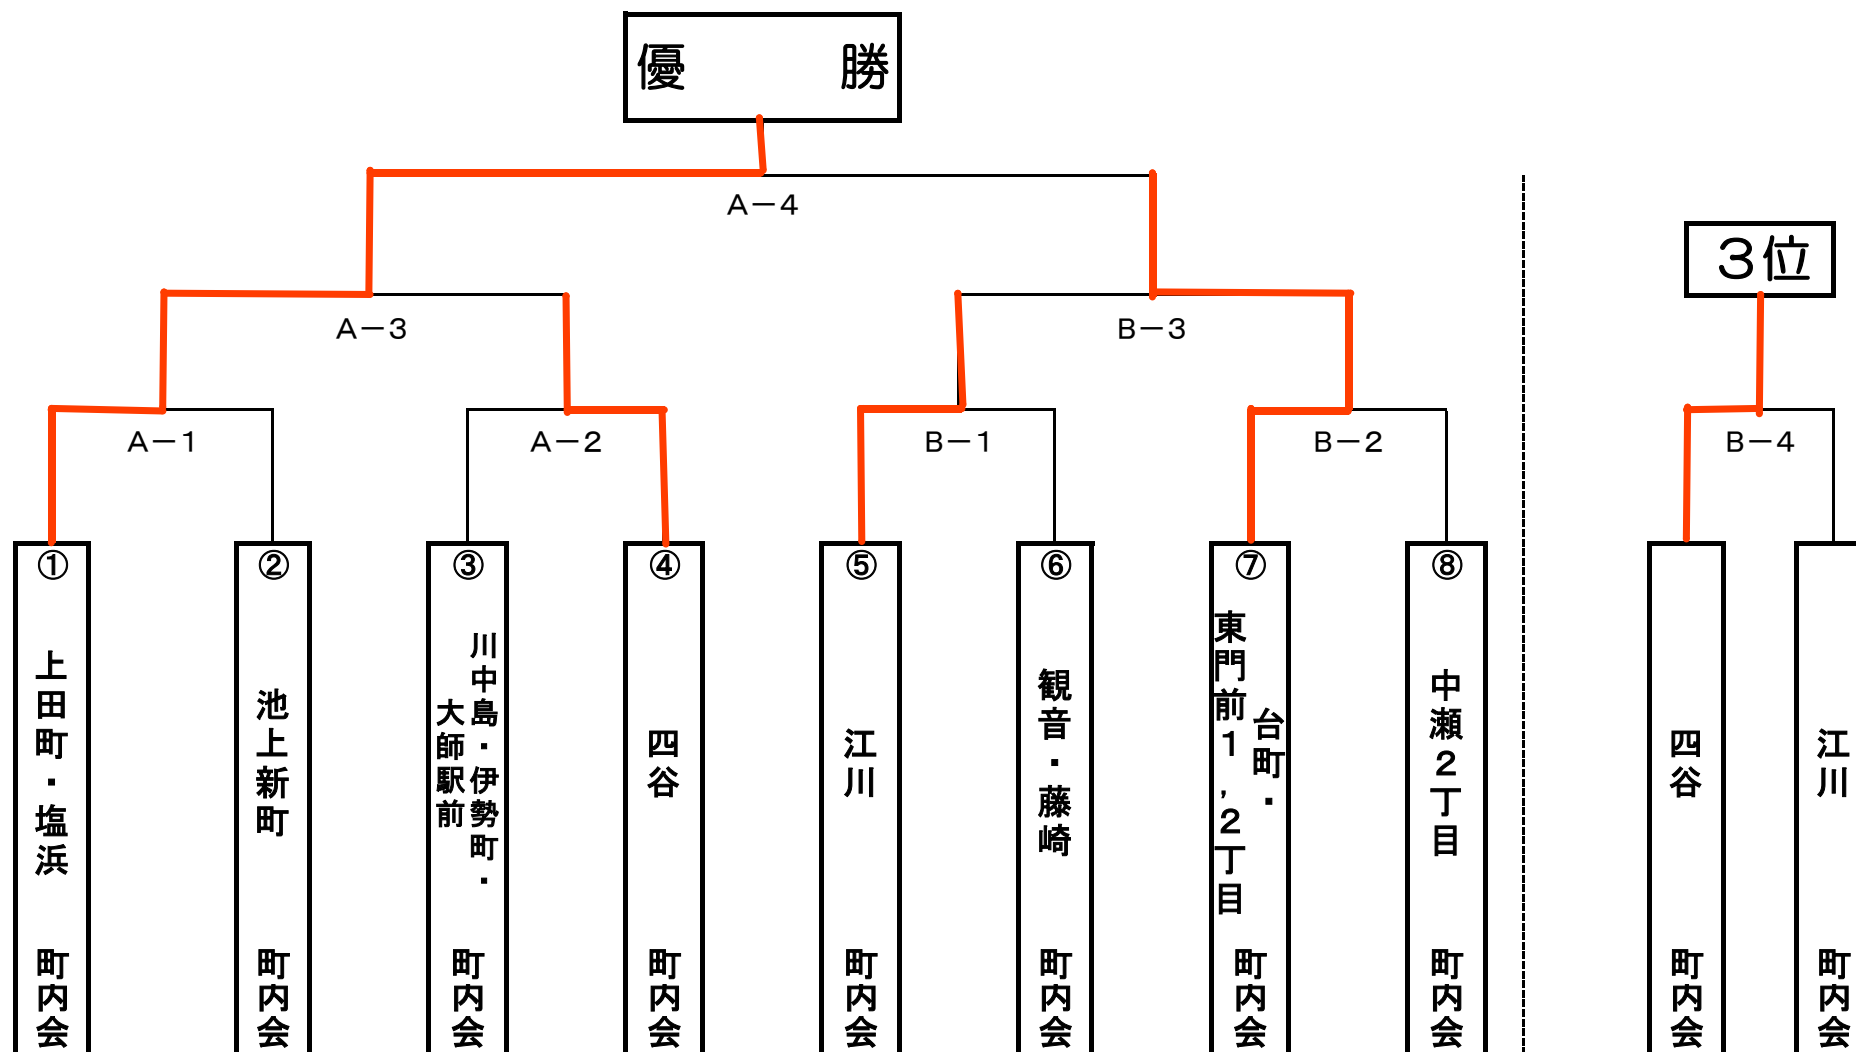 優 勝
A－4
3位
A－3
B－3
A－1
A－2
B－1
B－2
B－4
①
上田町・塩浜
町内会
②
池上新町
町内会
③
川中島・伊勢町・
大師駅前
町内会
④
四谷
町内会
⑤
江川
町内会
⑥
観音・藤崎
町内会
⑦
台町・
東門前1,2丁目
町内会
⑧
中瀬2丁目
町内会
四谷
町内会
江川
町内会